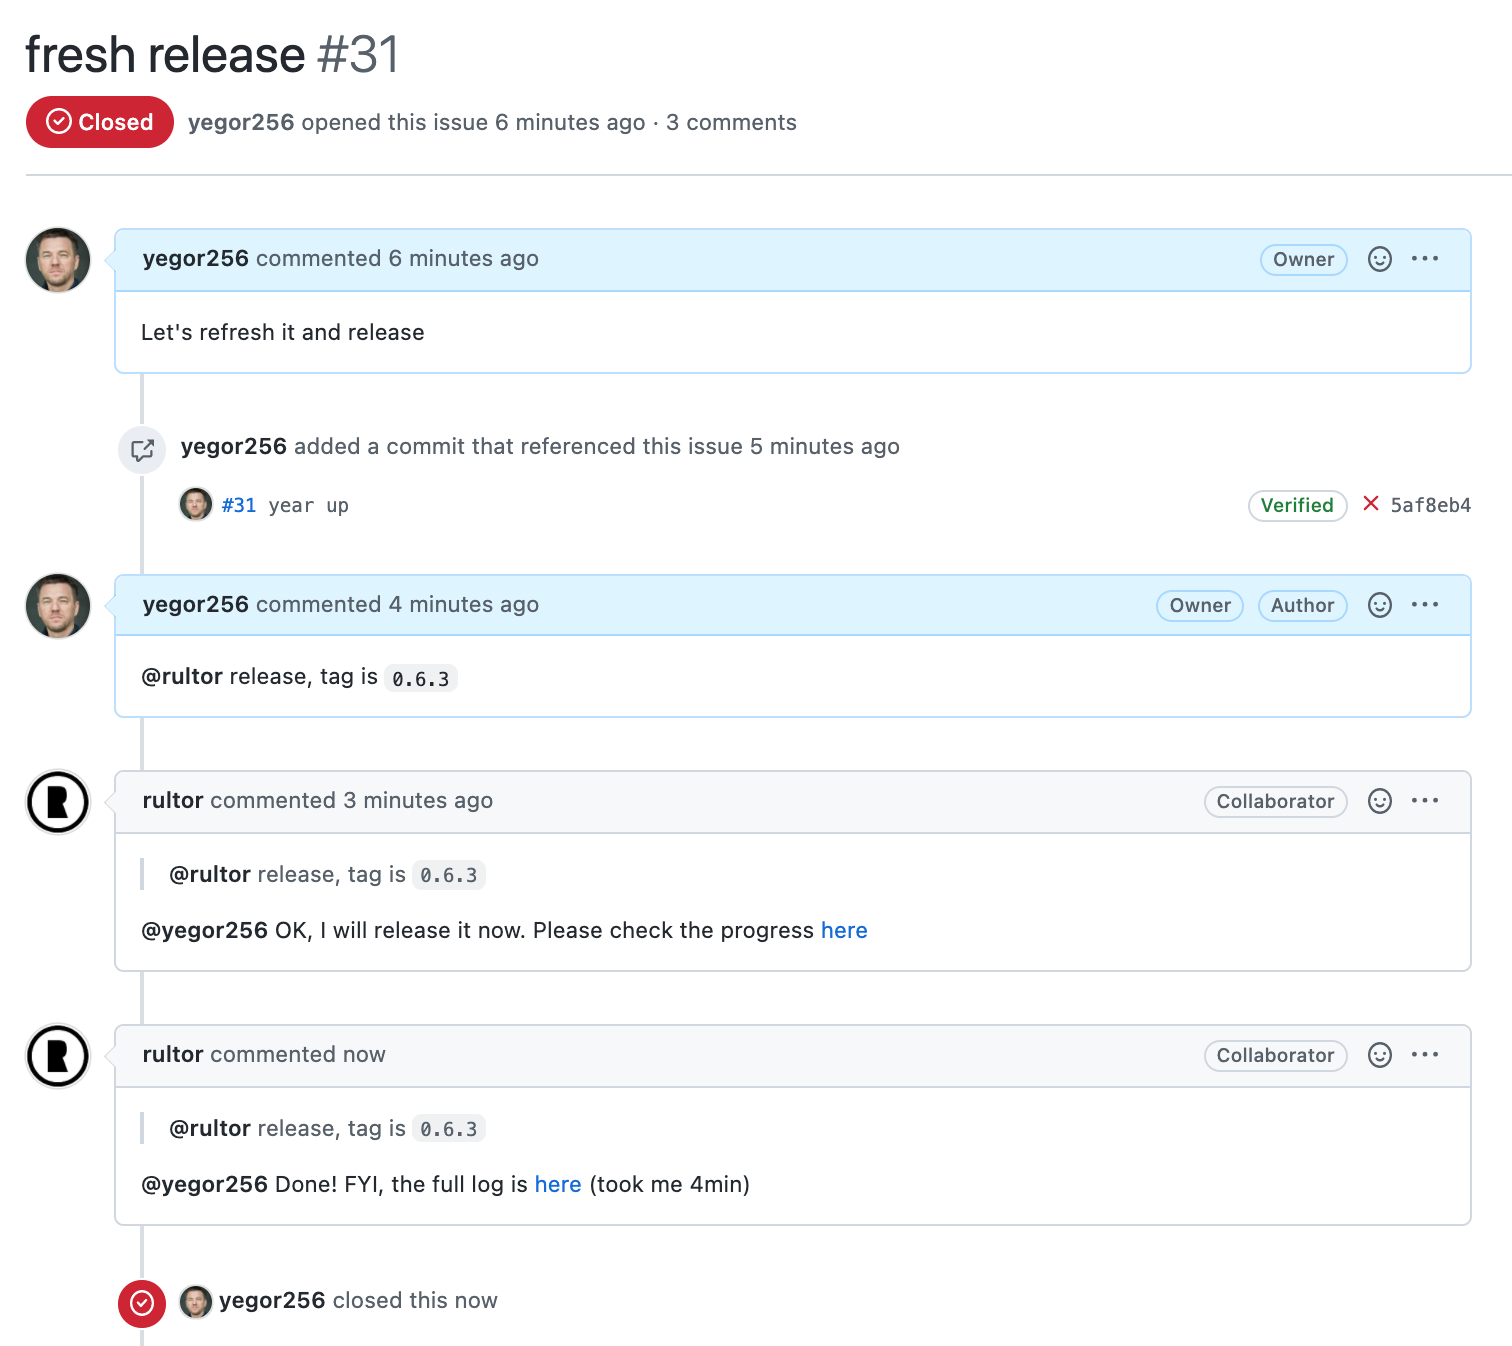 fresh release #31
Closed yegor256 opened this issue 6 minutes ago · 3 comments
yegor256 commented 6 minutes ago Owner
Let's refresh it and release
yegor256 added a commit that referenced this issue 5 minutes ago
#31 year up Verified 5af8eb4
yegor256 commented 4 minutes ago Owner Author
@rultor release, tag is 0.6.3
rultor commented 3 minutes ago Collaborator
@rultor release, tag is 0.6.3
@yegor256 OK, I will release it now. Please check the progress here
rultor commented now Collaborator
@rultor release, tag is 0.6.3
@yegor256 Done! FYI, the full log is here (took me 4min)
yegor256 closed this now